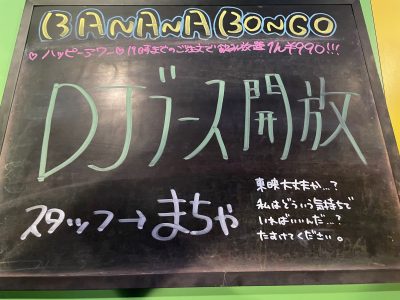 BANANA BONGO
♡ハッピーアワー♡19時までのご注文で飲み放題1h¥990!!!
DJブース開放
スタッフ→まちゃ
東映大丈夫か…?
私はどういう気持ちで
いればいいんだ…?
たすけてください。